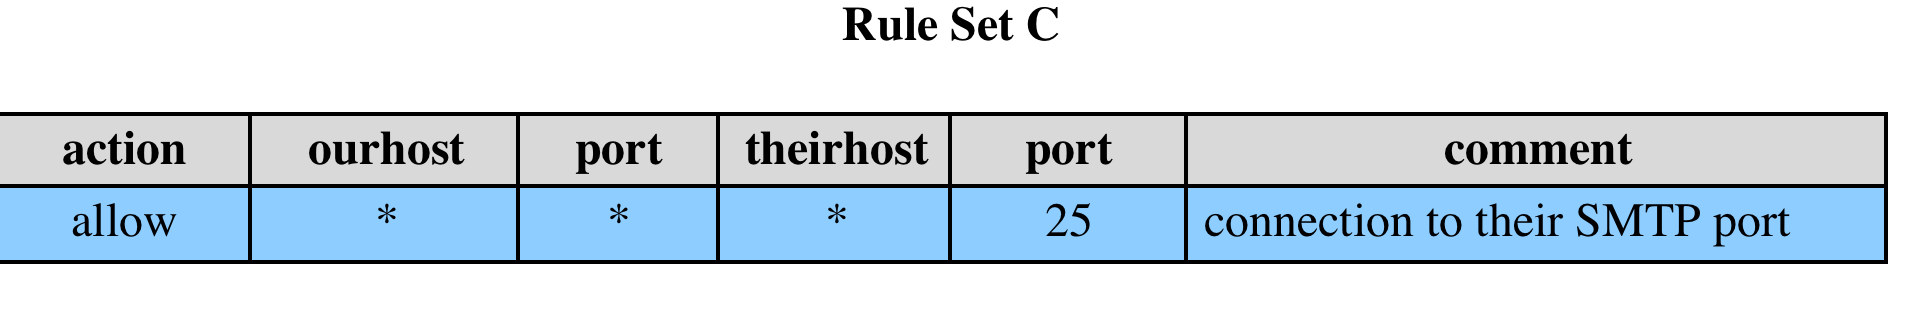 Rule Set C
action ourhost port theirhost port comment
allow * * * 25 connection to their SMTP port